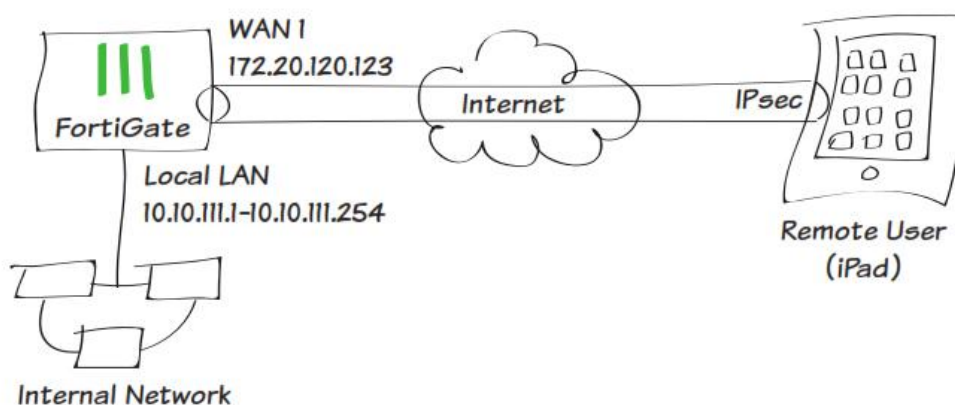 WAN 1
172.20.120.123
FortiGate
Internet
IPsec
Local LAN
10.10.111.1-10.10.111.254
Remote User
(iPad)
Internal Network